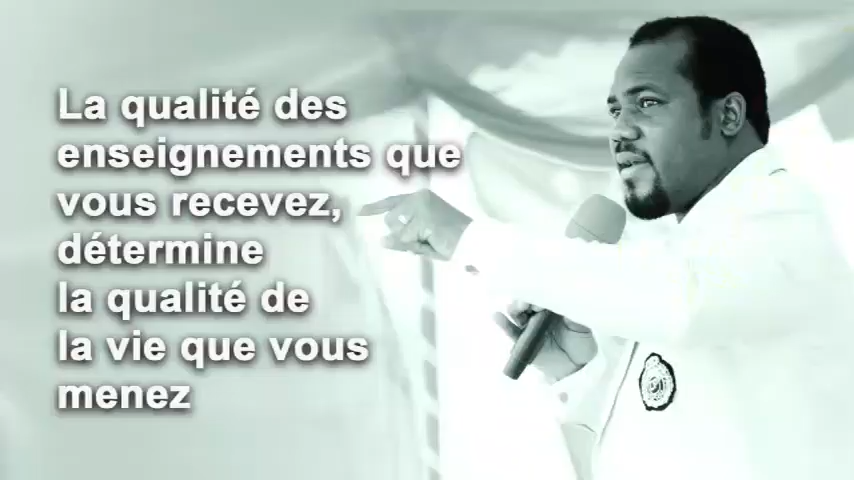 La qualité des
enseignements que
vous recevez,
détermine
la qualité de
la vie que vous
menez